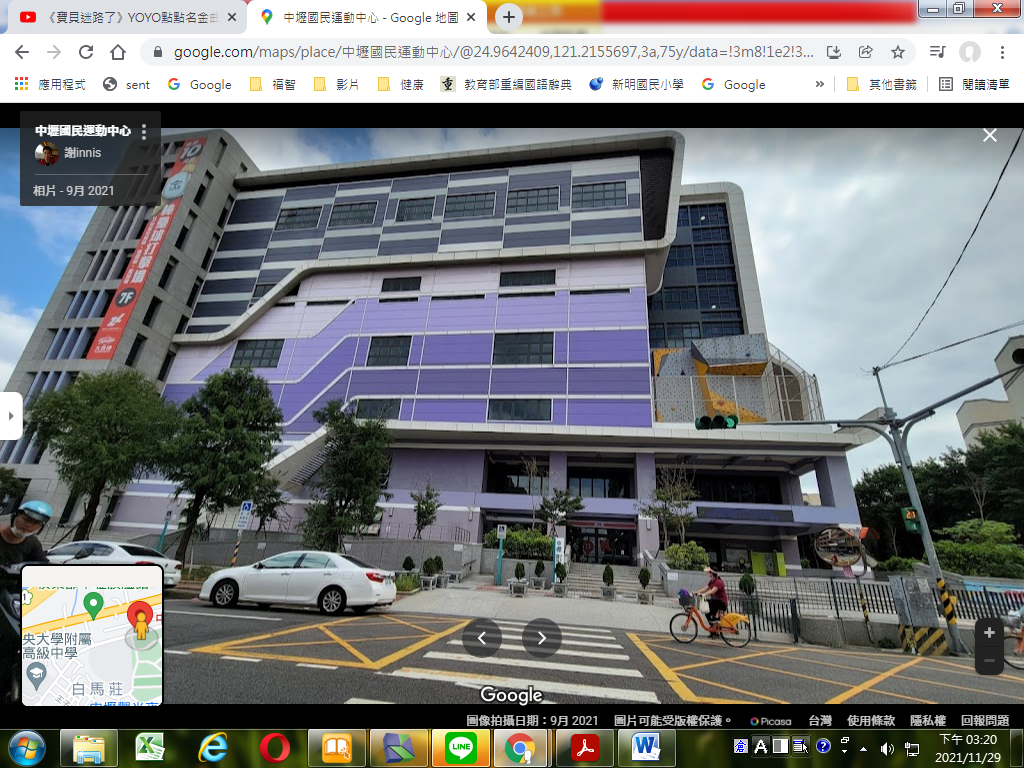 《寶貝迷路了》YOYO點點名金曲
中壢國民運動中心 - Google 地圖
google.com/maps/place/中壢國民運動中心/@24.9642409,121.2155697,3a,75y/data=!3m8!1e2!3...
應用程式
sent
Google
福智
影片
健康
教育部重編國語辭典
新明國民小學
Google
»
其他書籤
閱讀清單
中壢國民運動中心
謝innis
相片 - 9月 2021
10
7F
央大學附屬
高級中學
白馬莊
Google
圖像拍攝日期：9月 2021
圖片可能受版權保護。
Picasa
台灣
使用條款
隱私權
回報問題
LINE
下午 03:20
2021/11/29